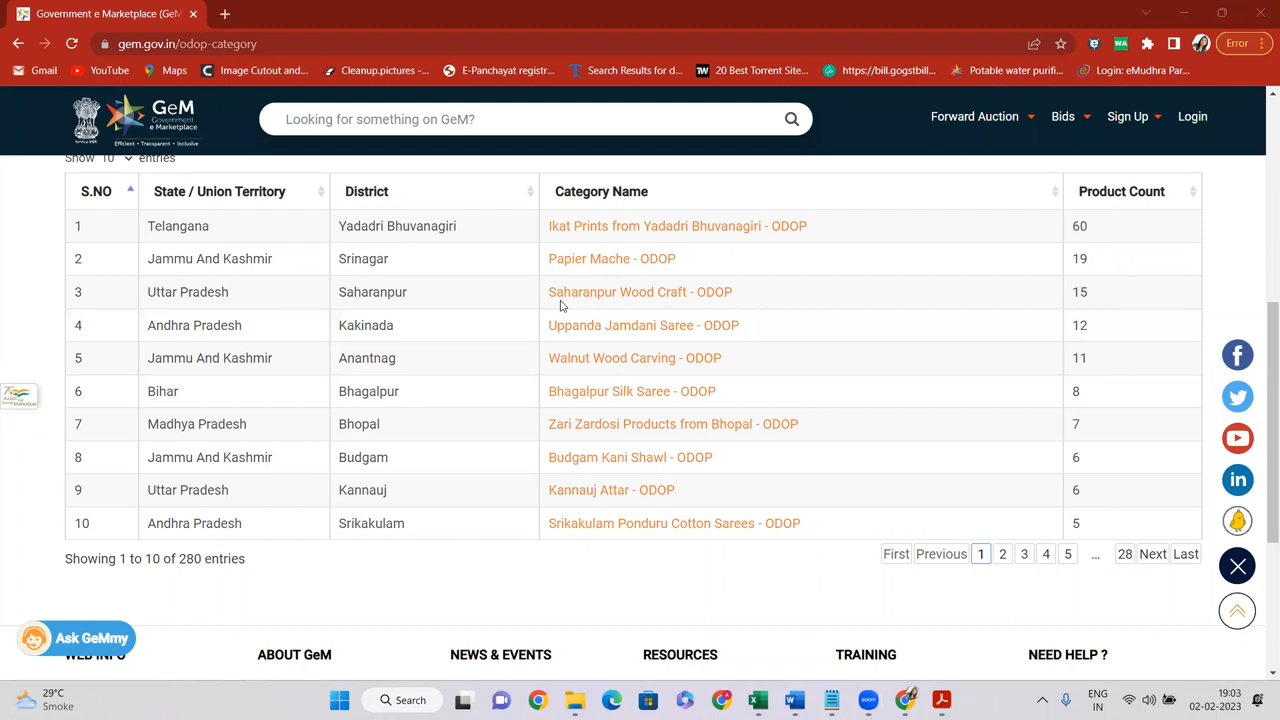 Government e Marketplace (GeM)
gem.gov.in/odop-category
Error
Gmail
YouTube
Maps
Image Cutout and...
Cleanup.pictures -...
E-Panchayat registr...
Search Results for d...
20 Best Torrent Site...
https://bill.gogstbill...
Potable water purifi...
Login: eMudhra Par...
GeM
Government
e Marketplace
Efficient • Transparent • Inclusive
Looking for something on GeM?
Forward Auction
Bids
Sign Up
Login
Show 10 entries
S.NO State / Union Territory District Category Name Product Count
1 Telangana Yadadri Bhuvanagiri Ikat Prints from Yadadri Bhuvanagiri - ODOP 60
2 Jammu And Kashmir Srinagar Papier Mache - ODOP 19
3 Uttar Pradesh Saharanpur Saharanpur Wood Craft - ODOP 15
4 Andhra Pradesh Kakinada Uppanda Jamdani Saree - ODOP 12
5 Jammu And Kashmir Anantnag Walnut Wood Carving - ODOP 11
6 Bihar Bhagalpur Bhagalpur Silk Saree - ODOP 8
7 Madhya Pradesh Bhopal Zari Zardosi Products from Bhopal - ODOP 7
8 Jammu And Kashmir Budgam Budgam Kani Shawl - ODOP 6
9 Uttar Pradesh Kannauj Kannauj Attar - ODOP 6
10 Andhra Pradesh Srikakulam Srikakulam Ponduru Cotton Sarees - ODOP 5
Showing 1 to 10 of 280 entries
First Previous 1 2 3 4 5 … 28 Next Last
Ask GeMmy
WEB INFO
ABOUT GeM
NEWS & EVENTS
RESOURCES
TRAINING
NEED HELP ?
29°C
Smoke
Search
ENG
IN
19:03
02-02-2023